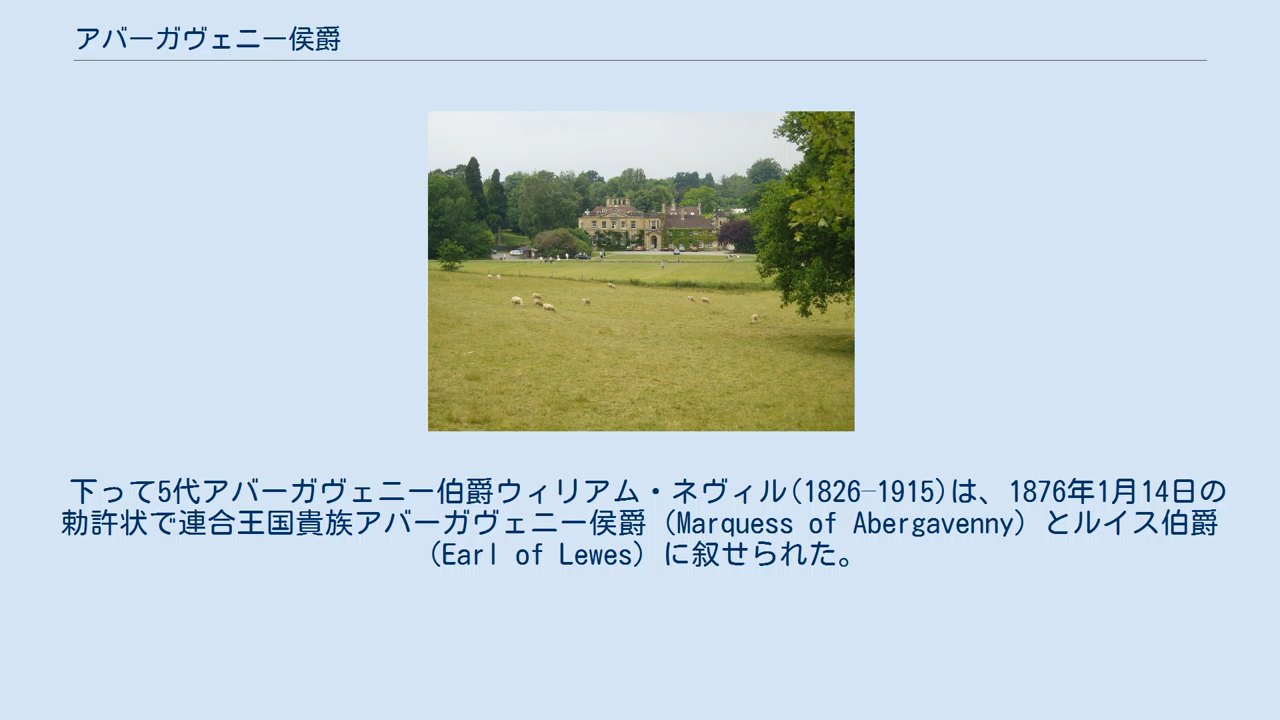 アバーガヴェニー侯爵
下って5代アバーガヴェニー伯爵ウィリアム・ネヴィル(1826–1915)は、1876年1月14日の
勅許状で連合王国貴族アバーガヴェニー侯爵（Marquess of Abergavenny）とルイス伯爵
（Earl of Lewes）に叙せられた。